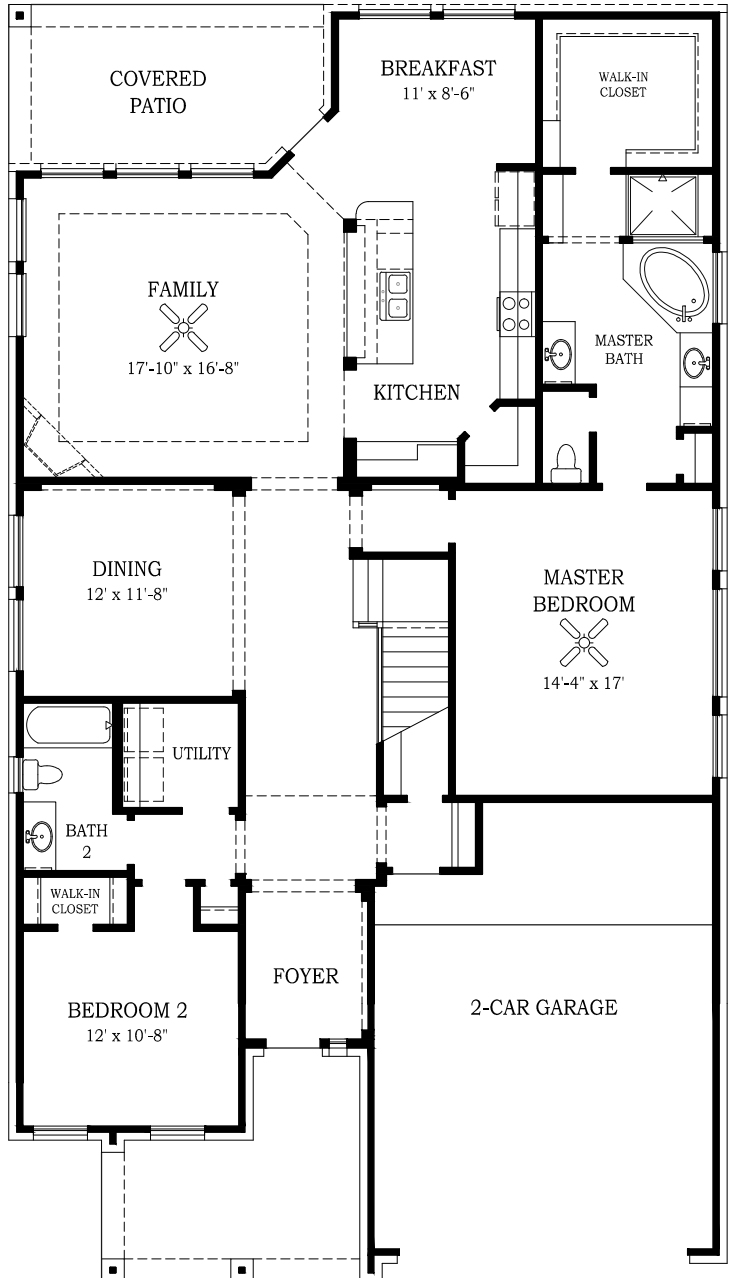 COVERED
PATIO
BREAKFAST
11' x 8'-6"
WALK-IN
CLOSET
FAMILY
17'-10" x 16'-8"
MASTER
BATH
KITCHEN
DINING
12' x 11'-8"
MASTER
BEDROOM
14'-4" x 17'
UTILITY
BATH
2
WALK-IN
CLOSET
FOYER
BEDROOM 2
12' x 10'-8"
2-CAR GARAGE